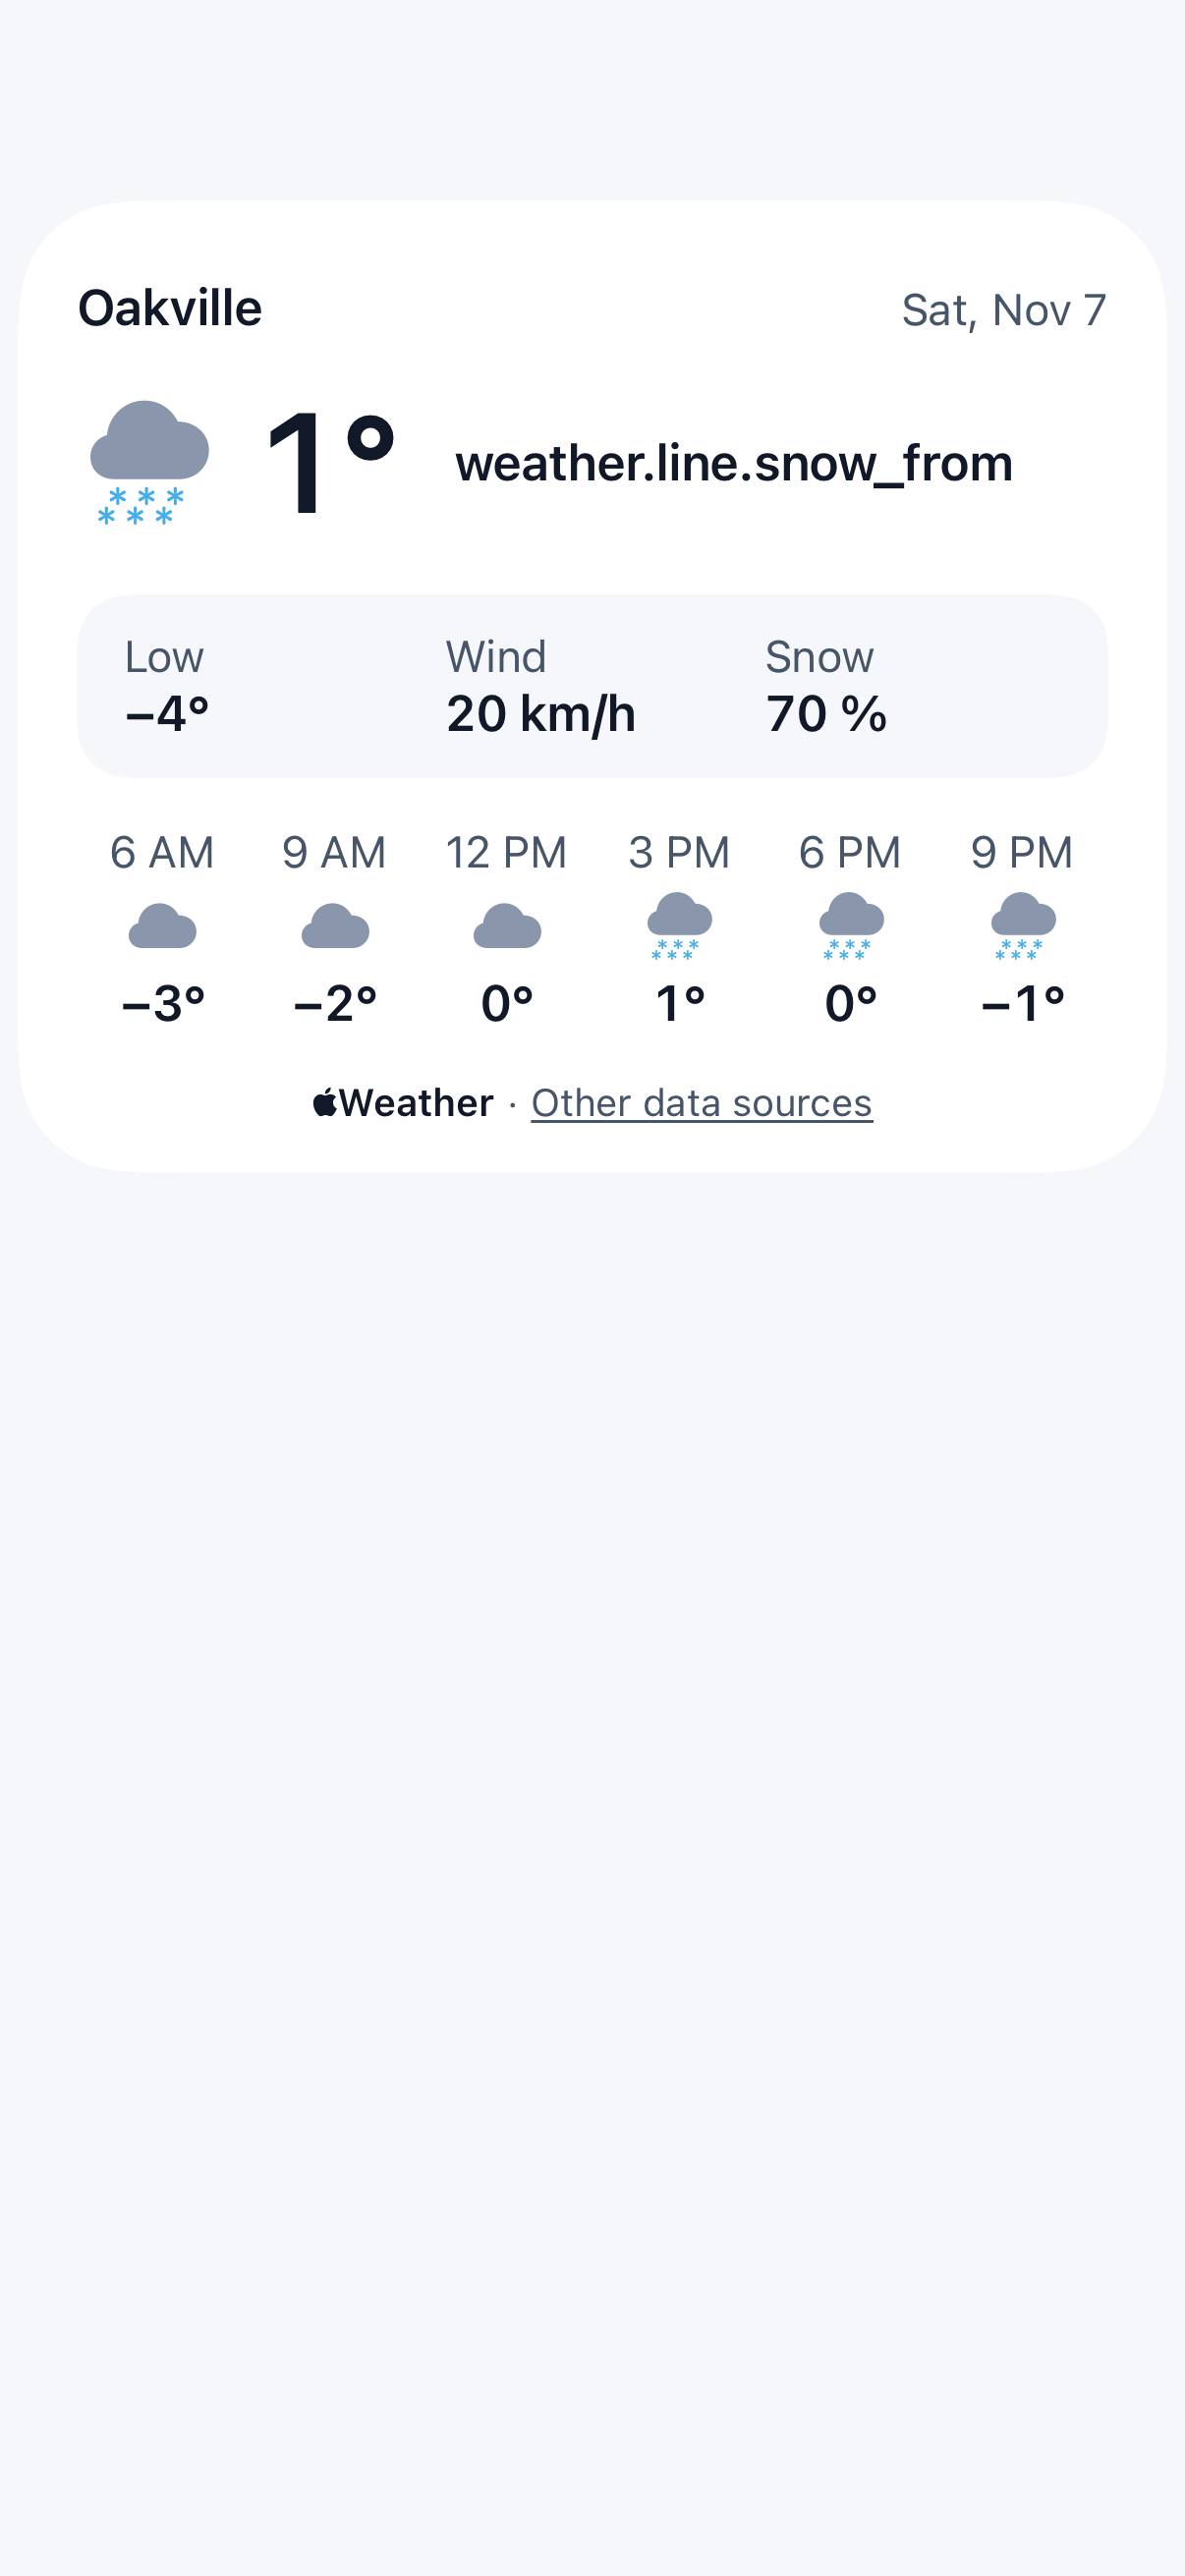 Oakville
Sat, Nov 7
1°
weather.line.snow_from
Low
Wind
Snow
–4°
20 km/h
70 %
6 AM
9 AM
12 PM
3 PM
6 PM
9 PM
–3°
–2°
0°
1°
0°
–1°
Weather · Other data sources